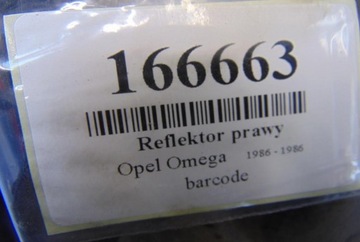 166663
Reflektor prawy
Opel Omega 1986 - 1986
barcode